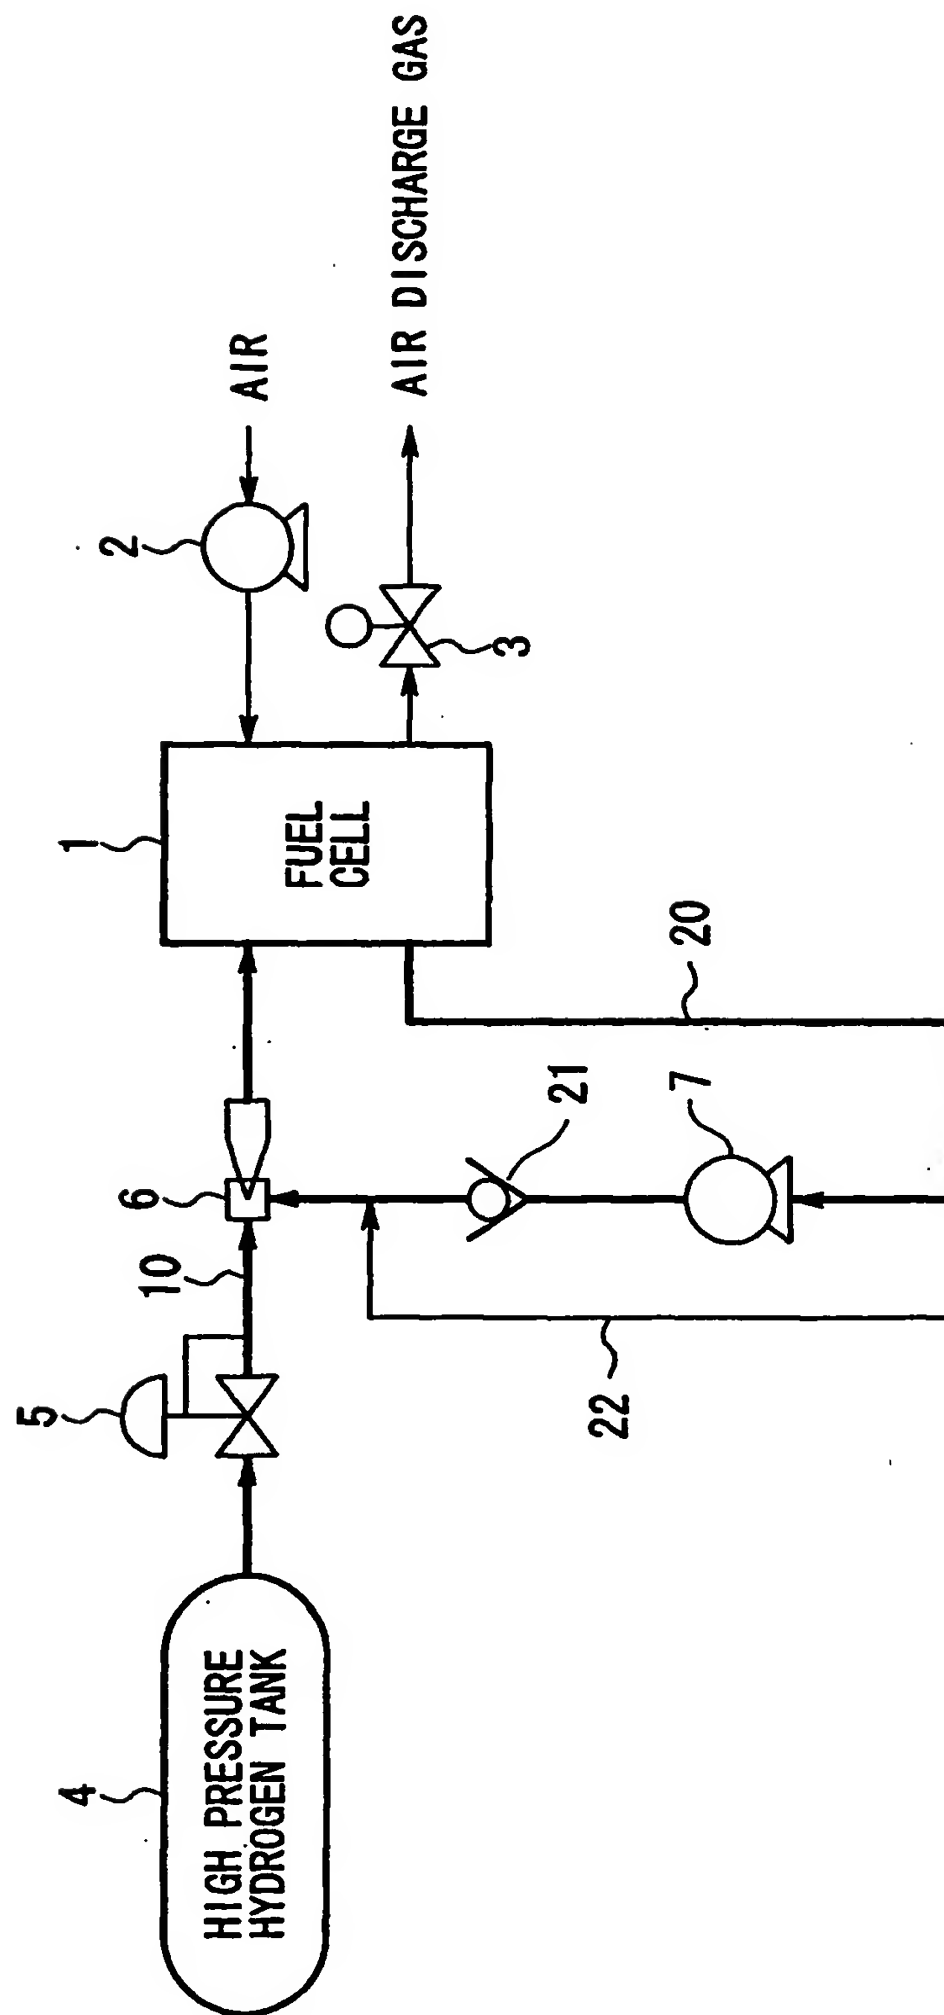 4
HIGH PRESSURE
HYDROGEN TANK
5
10
6
1
FUEL
CELL
2
AIR
3
AIR DISCHARGE GAS
22
21
7
20